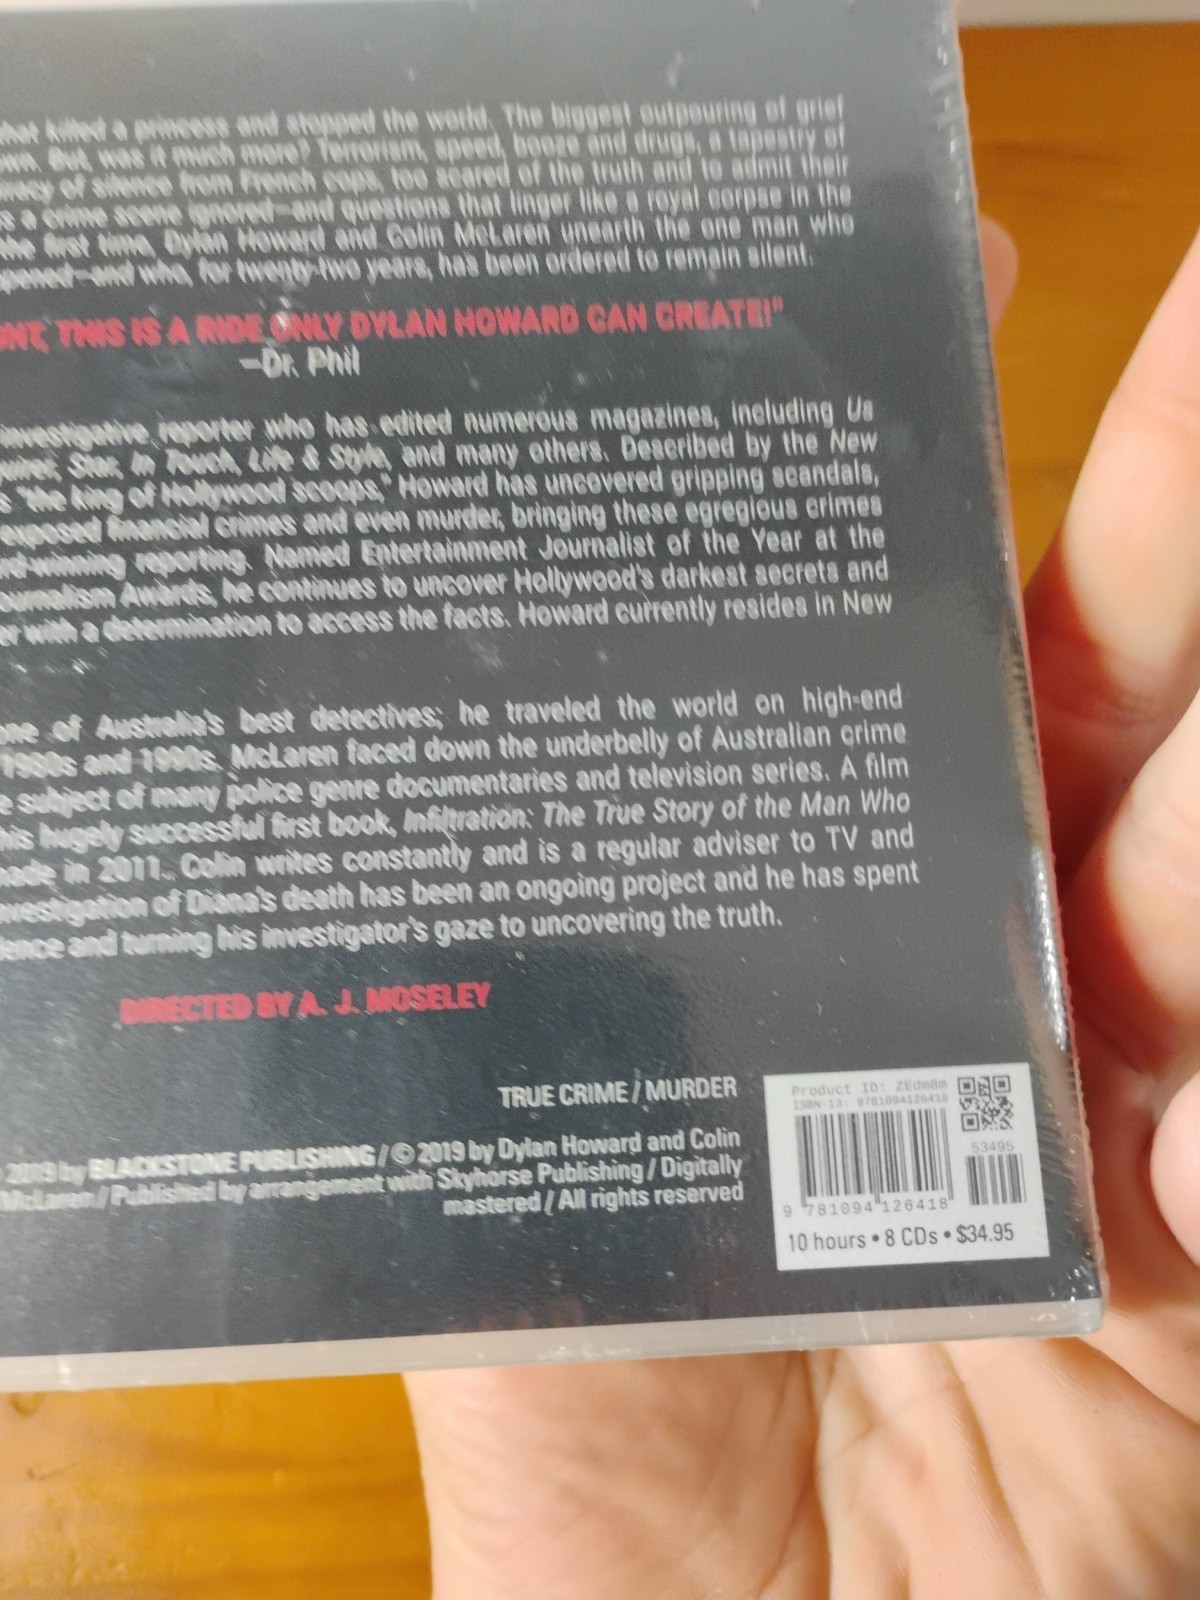 that killed a princess and stopped the world. The biggest outpouring of grief
But, was it much more? Terrorism, speed, booze and drugs, a tapestry of
of silence from French cops, too scared of the truth and to admit their
a crime scene ignored—and questions that linger like a royal corpse in the
the first time, Dylan Howard and Colin McLaren unearth the one man who
and who, for twenty-two years, has been ordered to remain silent.
THIS IS A RIDE ONLY DYLAN HOWARD CAN CREATE!"
—Dr. Phil
investigative reporter who has edited numerous magazines, including Us
Star, In Touch, Life & Style, and many others. Described by the New
"the king of Hollywood scoops," Howard has uncovered gripping scandals,
exposed financial crimes and even murder, bringing these egregious crimes
reporting. Named Entertainment Journalist of the Year at the
Journalism Awards, he continues to uncover Hollywood's darkest secrets and
with a determination to access the facts. Howard currently resides in New
of Australia's best detectives; he traveled the world on high-end
1980s and 1990s. McLaren faced down the underbelly of Australian crime
subject of many police genre documentaries and television series. A film
his hugely successful first book, Infiltration: The True Story of the Man Who
in 2011. Colin writes constantly and is a regular adviser to TV and
investigation of Diana's death has been an ongoing project and he has spent
and turning his investigator's gaze to uncovering the truth.
DIRECTED BY A. J. MOSELEY
TRUE CRIME / MURDER
2019 by BLACKSTONE PUBLISHING / © 2019 by Dylan Howard and Colin
McLaren / Published by arrangement with Skyhorse Publishing / Digitally
mastered / All rights reserved
Product ID: ZEdm8m
ISBN-13: 9781094126418
53495
9 781094 126418
10 hours • 8 CDs • $34.95